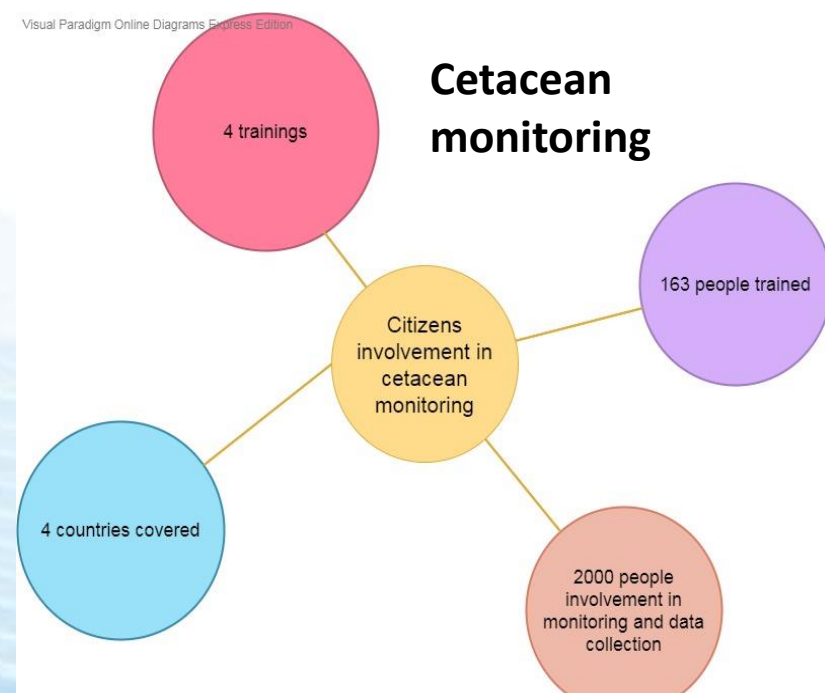 Visual Paradigm Online Diagrams Express Edition
Cetacean
monitoring
4 trainings
163 people trained
Citizens
involvement in
cetacean
monitoring
4 countries covered
2000 people
involvement in
monitoring and data
collection